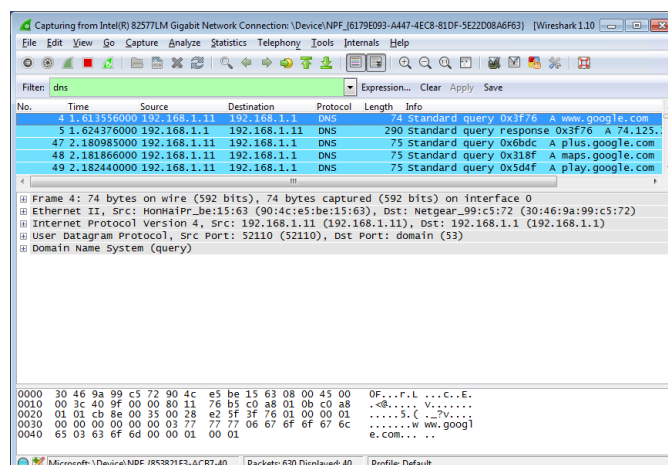 Capturing from Intel(R) 82577LM Gigabit Network Connection: \Device\NPF_{6179E093-A447-4EC8-81DF-5E22D08A6F63} [Wireshark 1.10
File Edit View Go Capture Analyze Statistics Telephony Tools Internals Help
Filter: dns Expression... Clear Apply Save
No. Time Source Destination Protocol Length Info
4 1.613556000 192.168.1.11 192.168.1.1 DNS 74 Standard query 0x3f76 A www.google.com
5 1.624376000 192.168.1.1 192.168.1.11 DNS 290 Standard query response 0x3f76 A 74.125.
47 2.180985000 192.168.1.11 192.168.1.1 DNS 75 Standard query 0x6bdc A plus.google.com
48 2.181866000 192.168.1.11 192.168.1.1 DNS 75 Standard query 0x318f A maps.google.com
49 2.182440000 192.168.1.11 192.168.1.1 DNS 75 Standard query 0x5d4f A play.google.com
Frame 4: 74 bytes on wire (592 bits), 74 bytes captured (592 bits) on interface 0
Ethernet II, Src: HonHaiPr_be:15:63 (90:4c:e5:be:15:63), Dst: Netgear_99:c5:72 (30:46:9a:99:c5:72)
Internet Protocol Version 4, Src: 192.168.1.11 (192.168.1.11), Dst: 192.168.1.1 (192.168.1.1)
User Datagram Protocol, Src Port: 52110 (52110), Dst Port: domain (53)
Domain Name System (query)
0000 30 46 9a 99 c5 72 90 4c e5 be 15 63 08 00 45 00 0F...r.L ...c..E.
0010 00 3c 40 9f 00 00 80 11 76 b5 c0 a8 01 0b c0 a8 .<@..... v.......
0020 01 01 cb 8e 00 35 00 28 e2 5f 3f 76 01 00 00 01 .....5.( ._?v....
0030 00 00 00 00 00 00 03 77 77 77 06 67 6f 6f 67 6c .......w ww.googl
0040 65 03 63 6f 6d 00 00 01 00 01 e.com... ..
Microsoft: \Device\NPF_{853821F3-ACB7-40... Packets: 630 Displayed: 40 Profile: Default